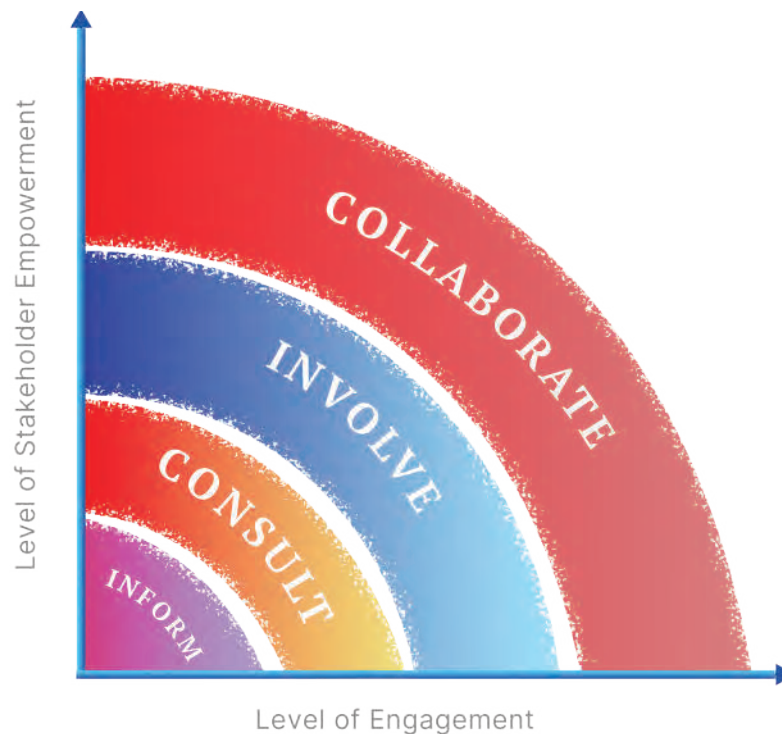 Level of Stakeholder Empowerment
COLLABORATE
INVOLVE
CONSULT
INFORM
Level of Engagement